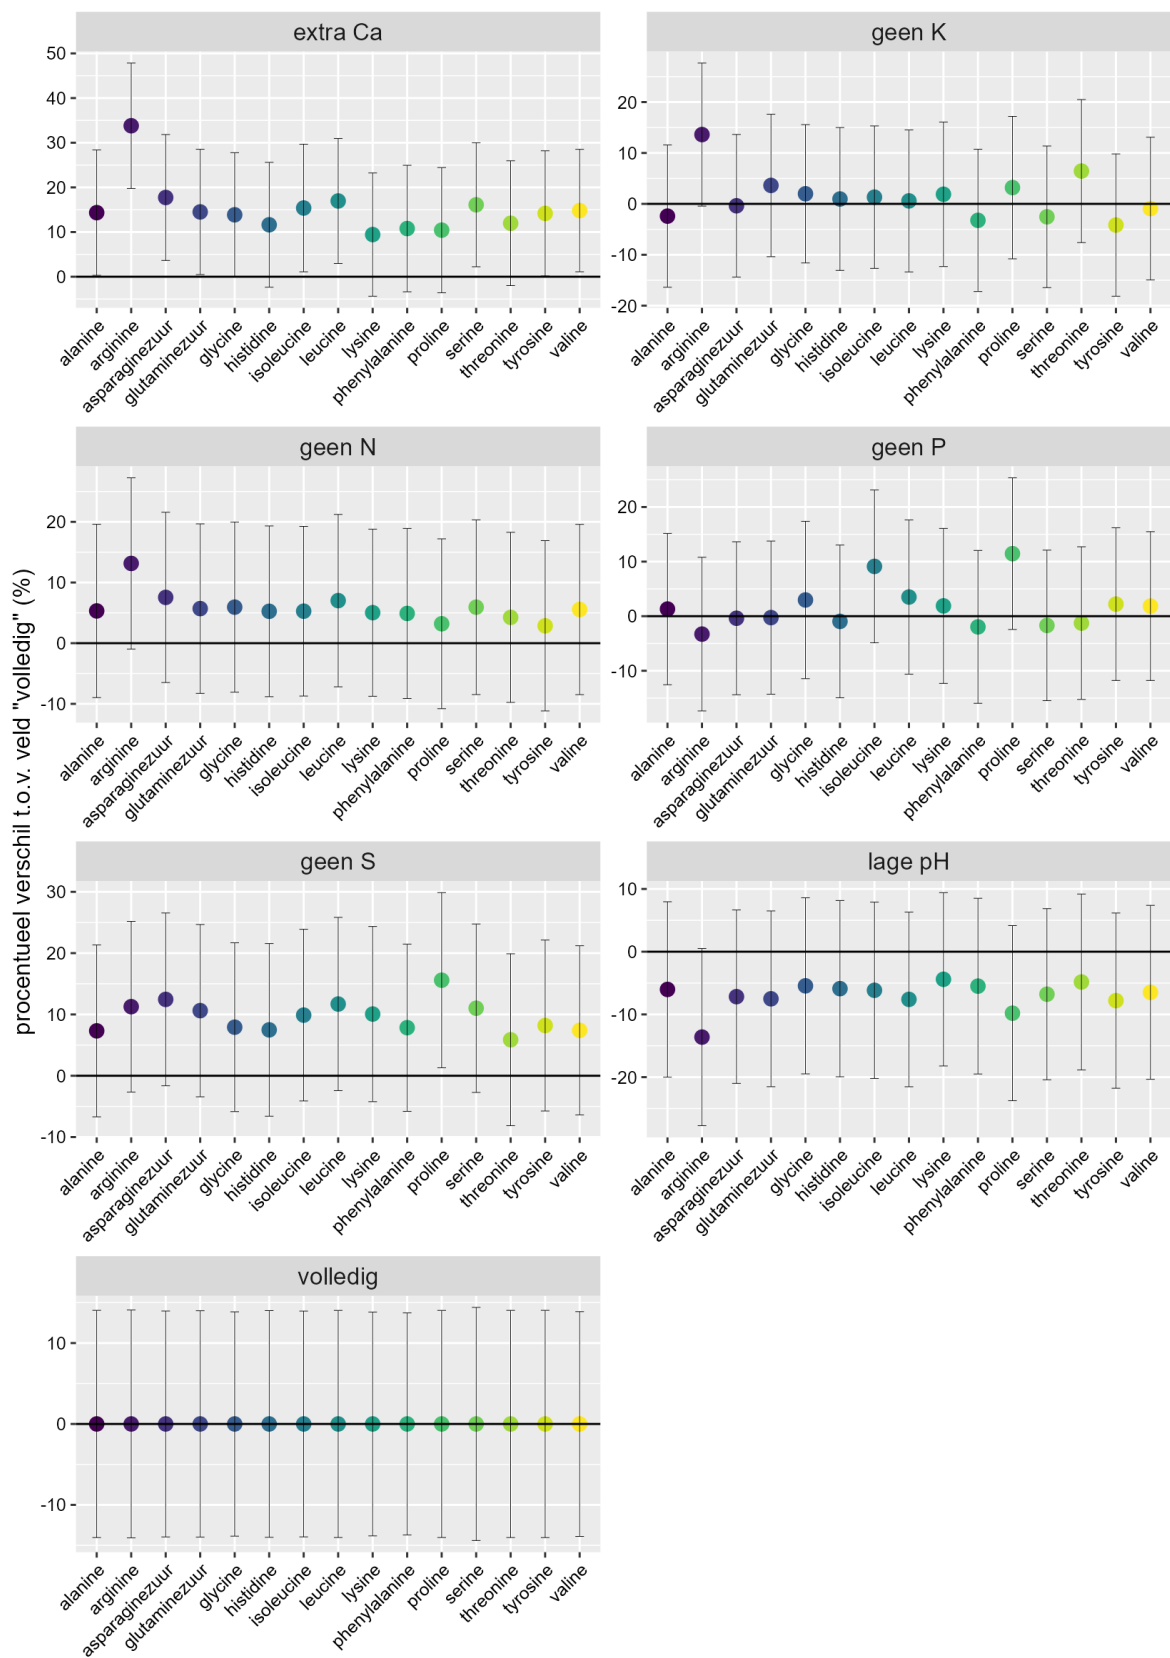 procentueel verschil t.o.v. veld "volledig" (%)
extra Ca
50
40
30
20
10
0
alanine
arginine
asparaginezuur
glutaminezuur
glycine
histidine
isoleucine
leucine
lysine
phenylalanine
proline
serine
threonine
tyrosine
valine
geen K
20
10
0
-10
-20
alanine
arginine
asparaginezuur
glutaminezuur
glycine
histidine
isoleucine
leucine
lysine
phenylalanine
proline
serine
threonine
tyrosine
valine
geen N
20
10
0
-10
alanine
arginine
asparaginezuur
glutaminezuur
glycine
histidine
isoleucine
leucine
lysine
phenylalanine
proline
serine
threonine
tyrosine
valine
geen P
20
10
0
-10
alanine
arginine
asparaginezuur
glutaminezuur
glycine
histidine
isoleucine
leucine
lysine
phenylalanine
proline
serine
threonine
tyrosine
valine
geen S
30
20
10
0
-10
alanine
arginine
asparaginezuur
glutaminezuur
glycine
histidine
isoleucine
leucine
lysine
phenylalanine
proline
serine
threonine
tyrosine
valine
lage pH
10
0
-10
-20
alanine
arginine
asparaginezuur
glutaminezuur
glycine
histidine
isoleucine
leucine
lysine
phenylalanine
proline
serine
threonine
tyrosine
valine
volledig
10
0
-10
alanine
arginine
asparaginezuur
glutaminezuur
glycine
histidine
isoleucine
leucine
lysine
phenylalanine
proline
serine
threonine
tyrosine
valine